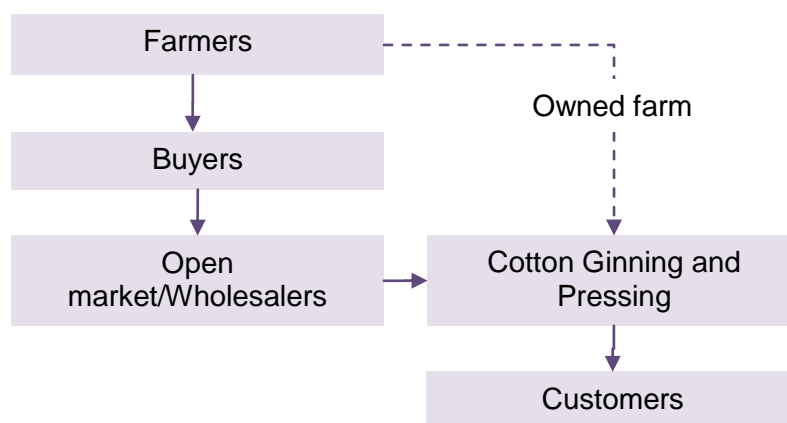 Farmers
Owned farm
Buyers
Open
market/Wholesalers
Cotton Ginning and
Pressing
Customers